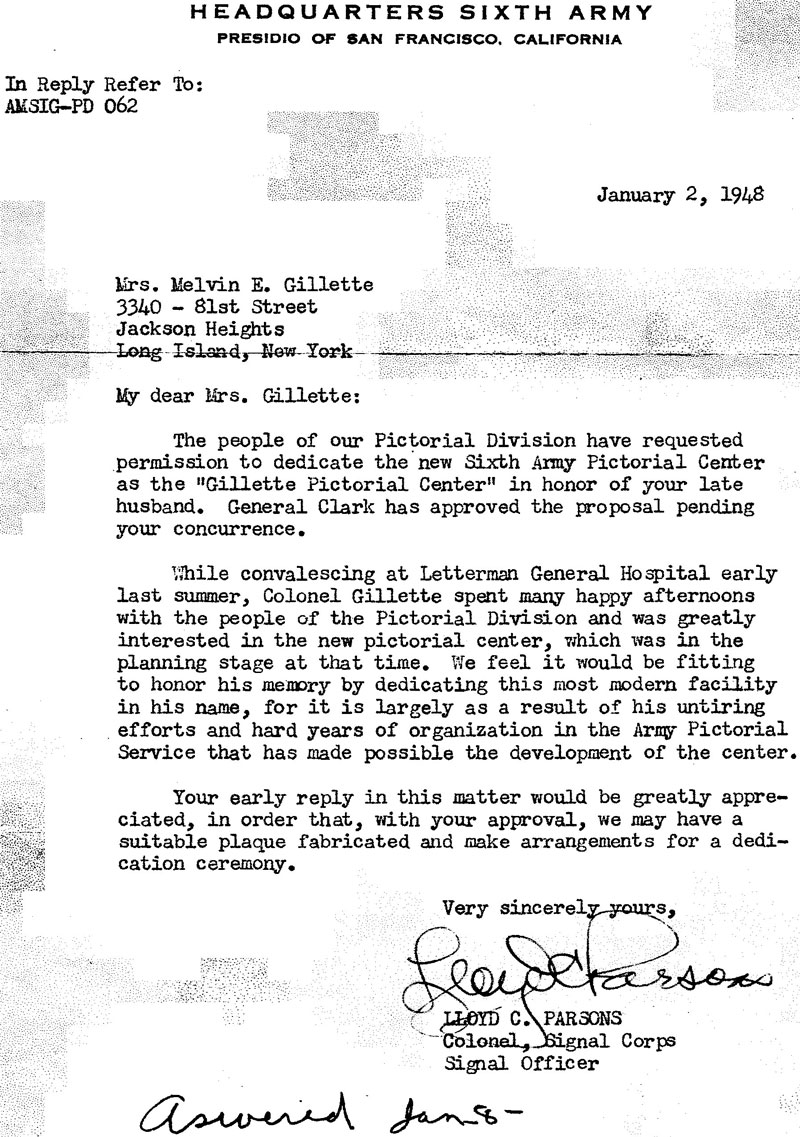 HEADQUARTERS SIXTH ARMY
PRESIDIO OF SAN FRANCISCO, CALIFORNIA
In Reply Refer To:
AMSIG-PD 062
January 2, 1948
Mrs. Melvin E. Gillette
3340 - 81st Street
Jackson Heights
Long Island, New York
My dear Mrs. Gillette:
The people of our Pictorial Division have requested
permission to dedicate the new Sixth Army Pictorial Center
as the "Gillette Pictorial Center" in honor of your late
husband. General Clark has approved the proposal pending
your concurrence.
While convalescing at Letterman General Hospital early
last summer, Colonel Gillette spent many happy afternoons
with the people of the Pictorial Division and was greatly
interested in the new pictorial center, which was in the
planning stage at that time. We feel it would be fitting
to honor his memory by dedicating this most modern facility
in his name, for it is largely as a result of his untiring
efforts and hard years of organization in the Army Pictorial
Service that has made possible the development of the center.
Your early reply in this matter would be greatly appre-
ciated, in order that, with your approval, we may have a
suitable plaque fabricated and make arrangements for a dedi-
cation ceremony.
Very sincerely yours,
Lloyd C Parsons
LLOYD C. PARSONS
Colonel, Signal Corps
Signal Officer
Aswered Jan 8-